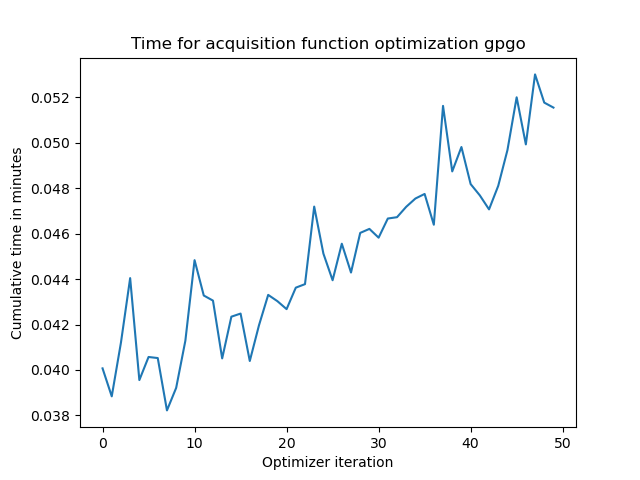 Time for acquisition function optimization gpgo
Cumulative time in minutes
0.052
0.050
0.048
0.046
0.044
0.042
0.040
0.038
0 10 20 30 40 50
Optimizer iteration